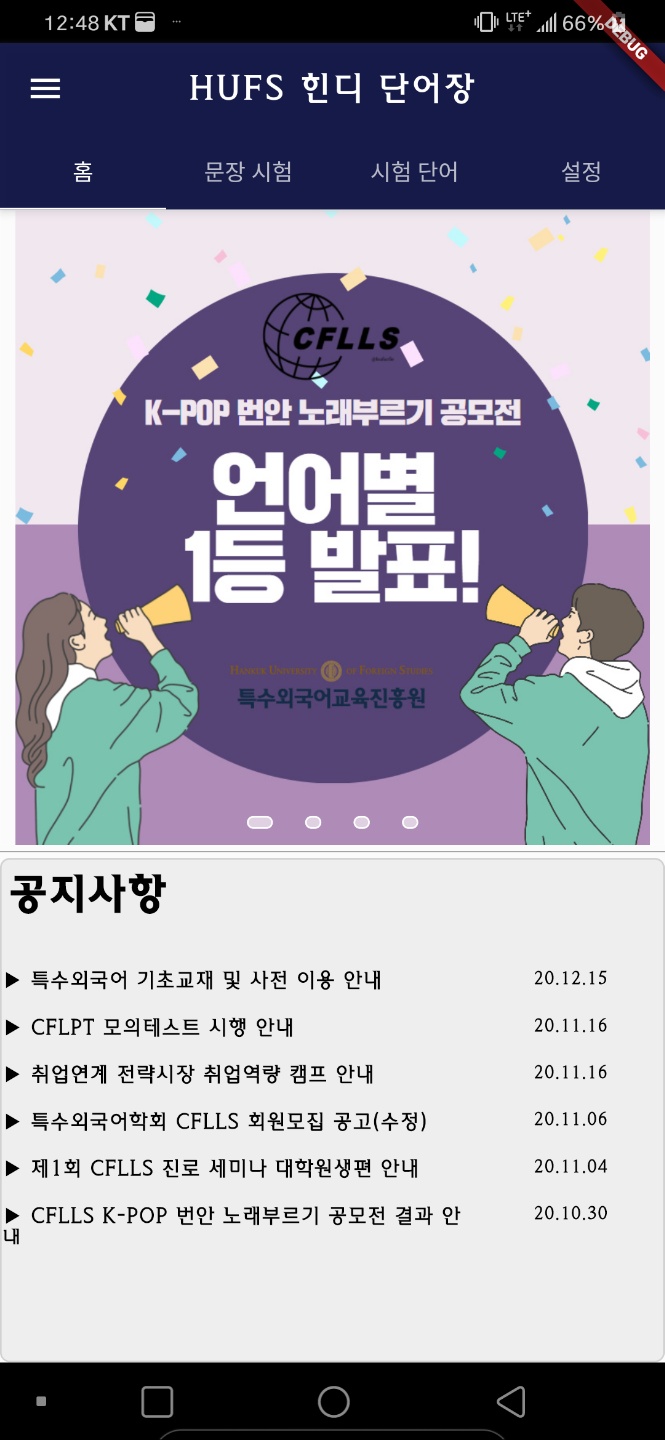 12:48 KT
LTE+ 66%
HUFS 힌디 단어장
홈 문장 시험 시험 단어 설정
CFLLS
K-POP 번안 노래부르기 공모전
언어별
1등 발표!
HANKUK UNIVERSITY OF FOREIGN STUDIES
특수외국어교육진흥원
공지사항
▶ 특수외국어 기초교재 및 사전 이용 안내 20.12.15
▶ CFLPT 모의테스트 시행 안내 20.11.16
▶ 취업연계 전략시장 취업역량 캠프 안내 20.11.16
▶ 특수외국어학회 CFLLS 회원모집 공고(수정) 20.11.06
▶ 제1회 CFLLS 진로 세미나 대학원생편 안내 20.11.04
▶ CFLLS K-POP 번안 노래부르기 공모전 결과 안 20.10.30
내